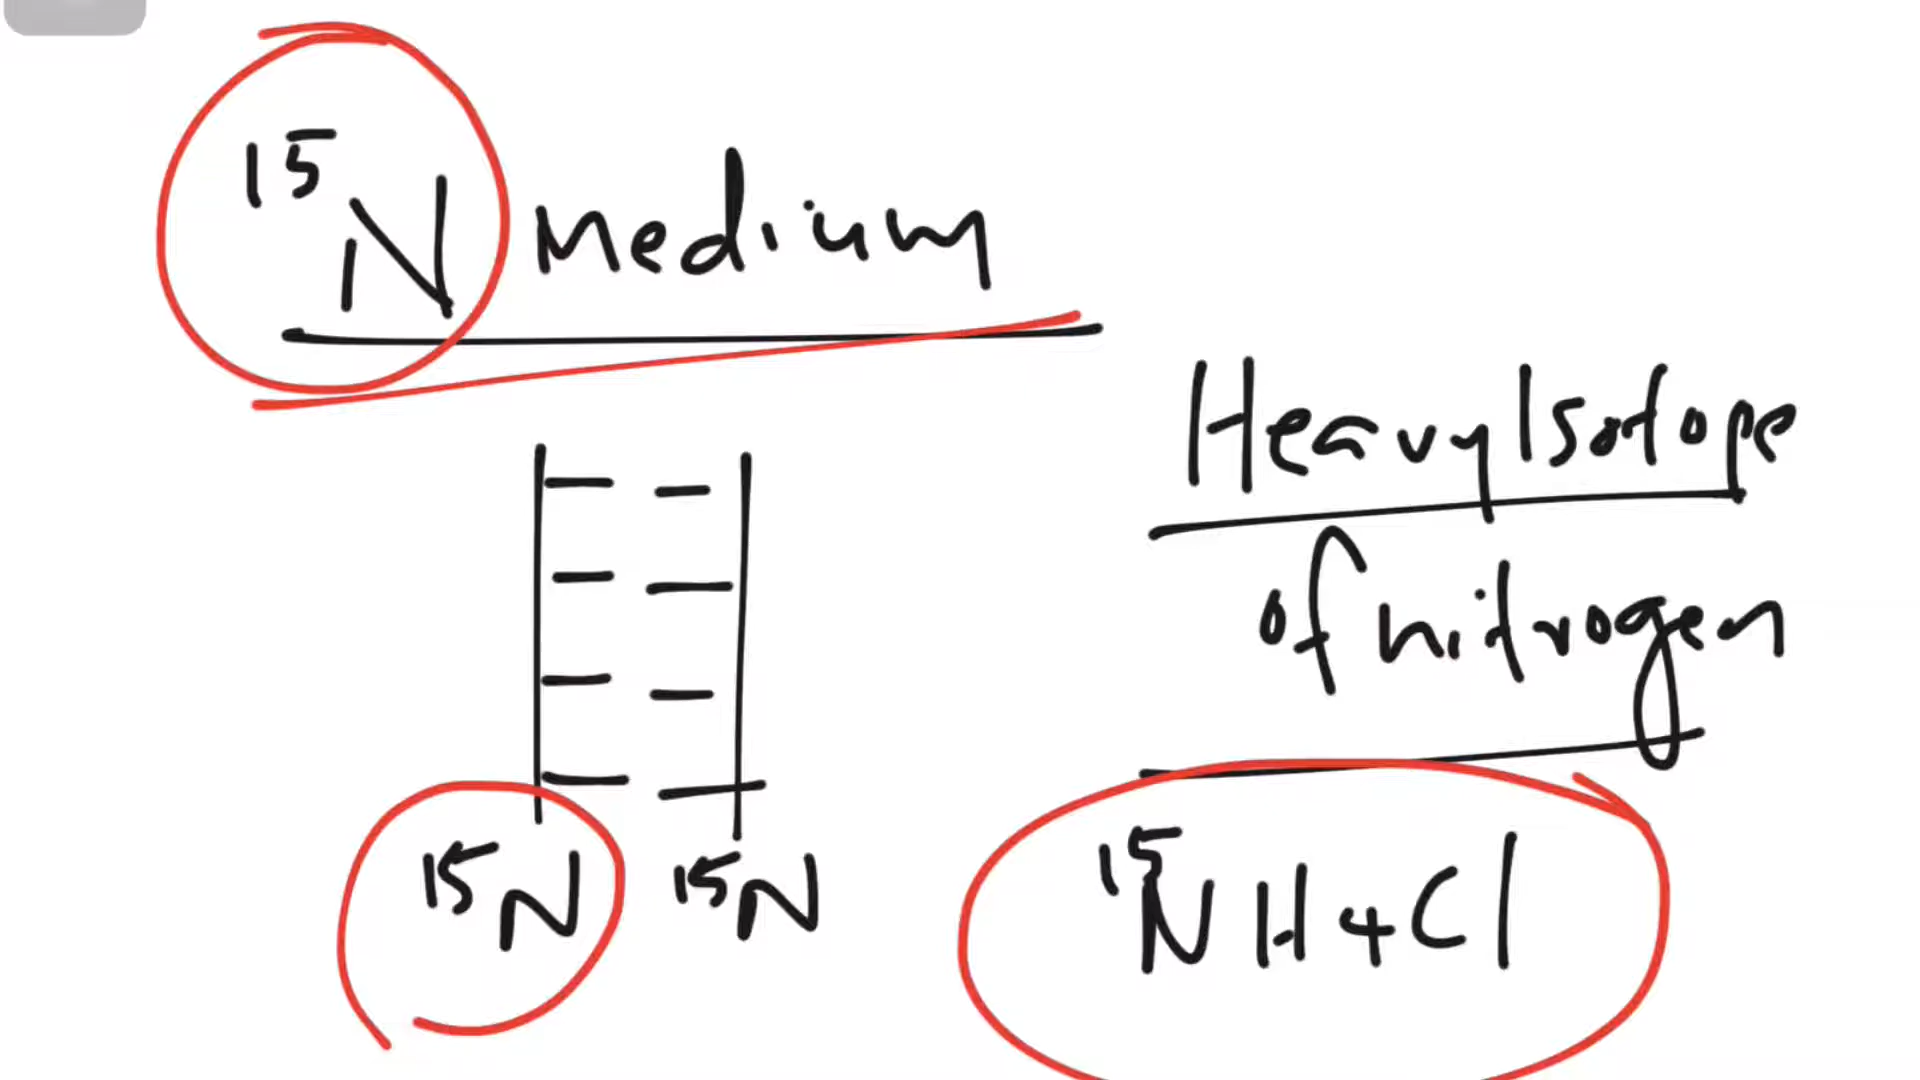 ¹⁵N Medium
Heavy Isotope
of nitrogen
¹⁵N ¹⁵N
¹⁵NH4Cl